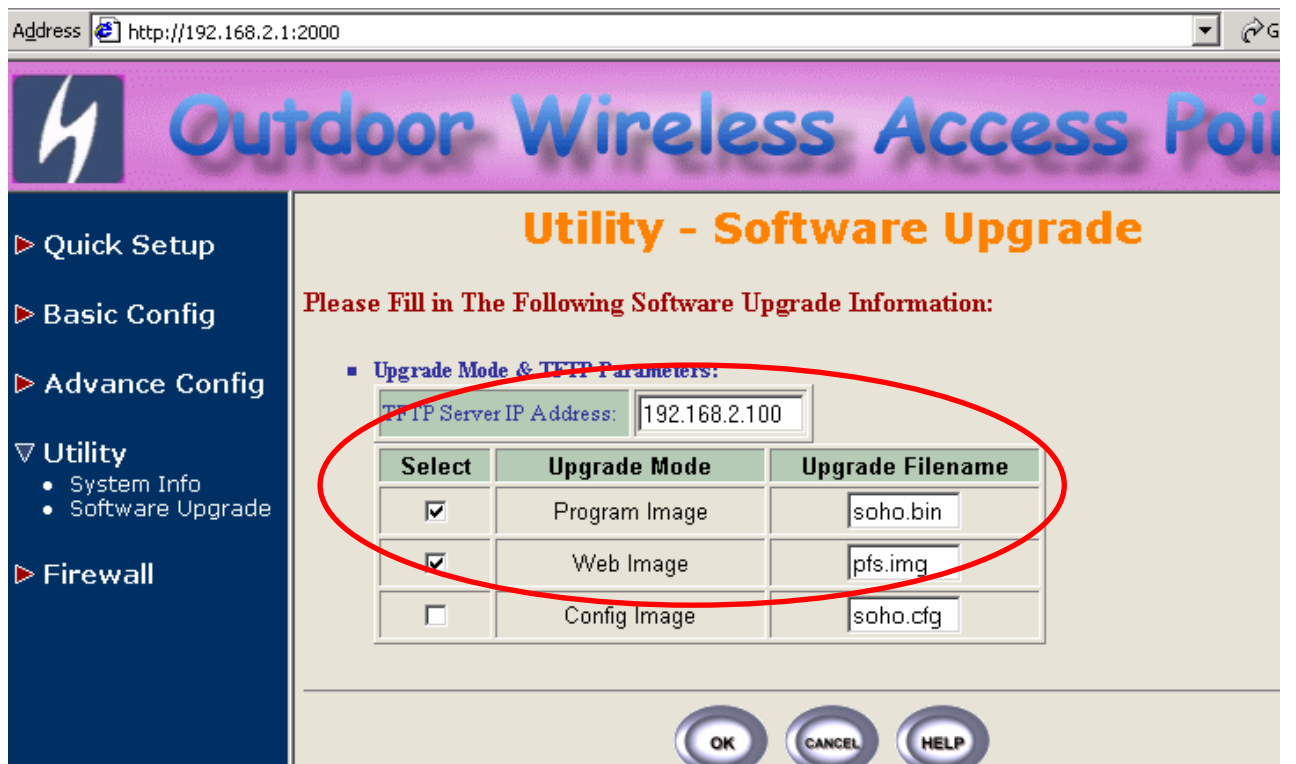 Address http://192.168.2.1:2000 G
Outdoor Wireless Access Poi
Quick Setup
Basic Config
Advance Config
Utility
System Info
Software Upgrade
Firewall
Utility - Software Upgrade
Please Fill in The Following Software Upgrade Information:
Upgrade Mode & TFTP Parameters:
TFTP Server IP Address: 192.168.2.100
Select Upgrade Mode Upgrade Filename
Program Image soho.bin
Web Image pfs.img
Config Image soho.cfg
OK CANCEL HELP